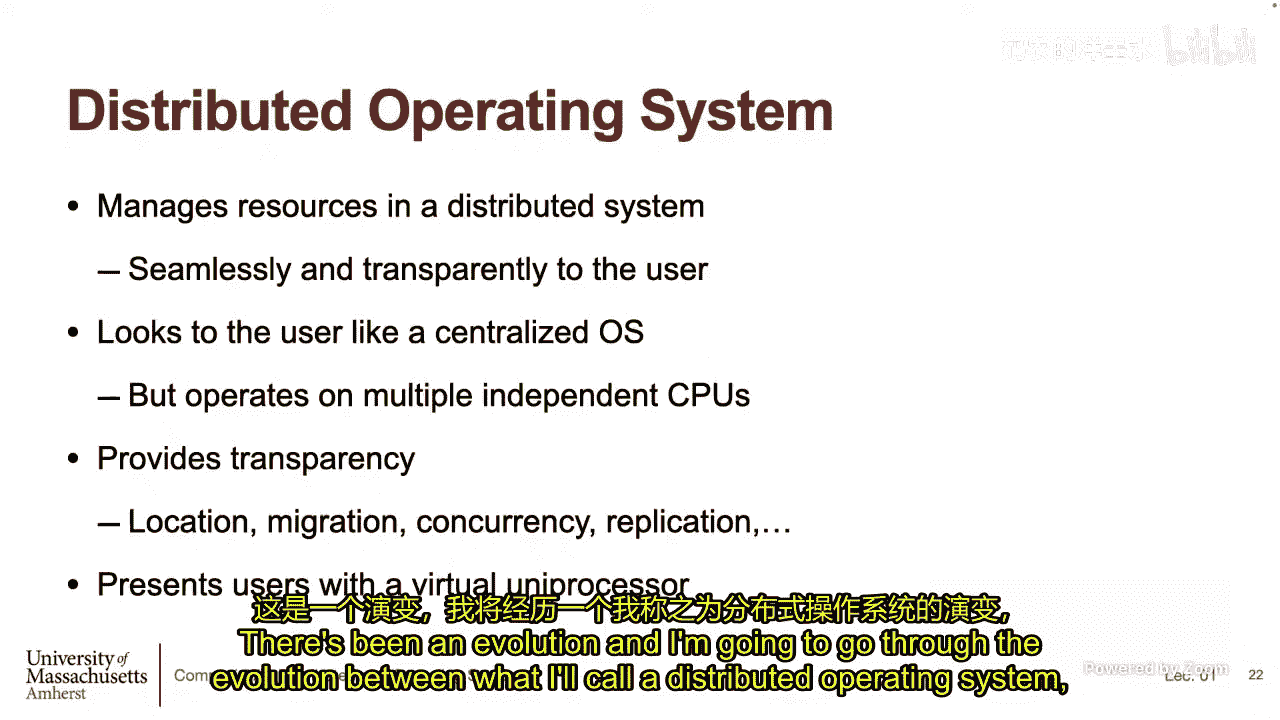 Distributed Operating System
• Manages resources in a distributed system
– Seamlessly and transparently to the user
• Looks to the user like a centralized OS
– But operates on multiple independent CPUs
• Provides transparency
– Location, migration, concurrency, replication,…
• Presents users with a virtual uniprocessor
这是一个演变，我将经历一个我称之为分布式操作系统的演变，
There's been an evolution and I'm going to go through the
evolution between what I'll call a distributed operating system,
University of
Massachusetts
Amherst
Powered by Zoom
Lec. 01
22
bilibili